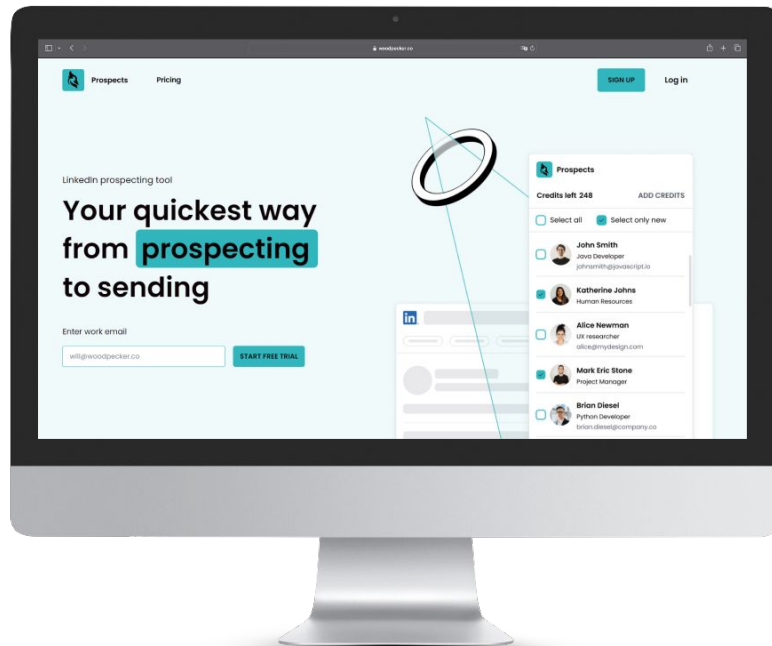 woodpecker.co
Prospects
Pricing
SIGN UP
Log in
LinkedIn prospecting tool
Your quickest way
from prospecting
to sending
Enter work email
will@woodpecker.co
START FREE TRIAL
in
Prospects
Credits left 248
ADD CREDITS
Select all
Select only new
John Smith
Java Developer
johnsmith@javascript.io
Katherine Johns
Human Resources
Alice Newman
UX researcher
alice@mydesign.com
Mark Eric Stone
Project Manager
Brian Diesel
Python Developer
brian.diesel@company.co